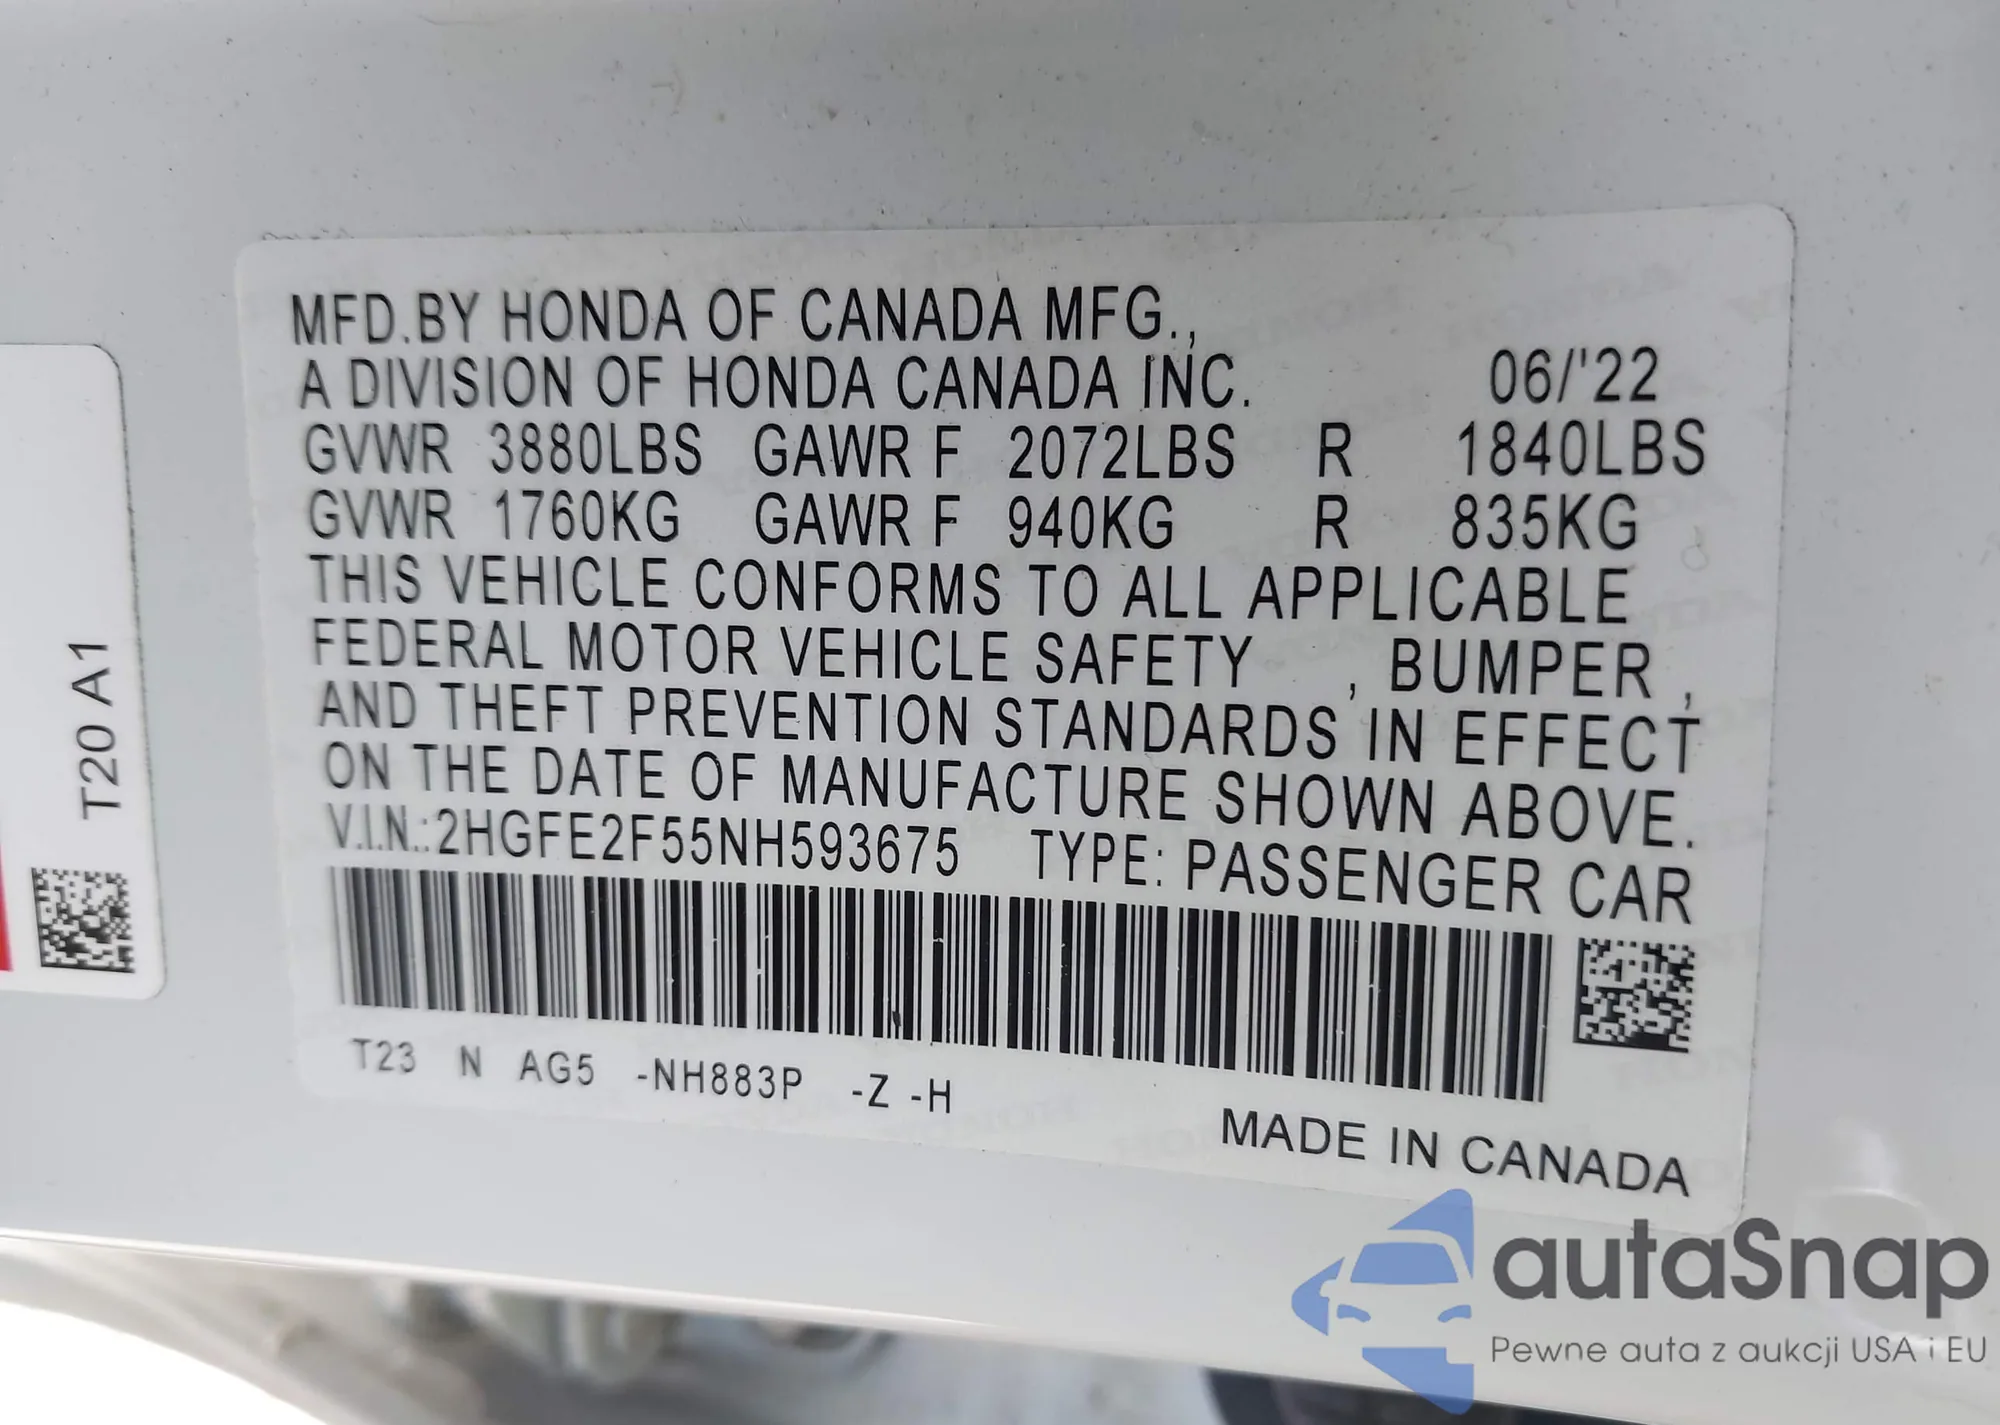 MFD.BY HONDA OF CANADA MFG.,
A DIVISION OF HONDA CANADA INC. 06/'22
GVWR 3880LBS GAWR F 2072LBS R 1840LBS
GVWR 1760KG GAWR F 940KG R 835KG
THIS VEHICLE CONFORMS TO ALL APPLICABLE
FEDERAL MOTOR VEHICLE SAFETY , BUMPER ,
AND THEFT PREVENTION STANDARDS IN EFFECT
ON THE DATE OF MANUFACTURE SHOWN ABOVE.
V.I.N.:2HGFE2F55NH593675 TYPE: PASSENGER CAR
T23 N AG5 -NH883P -Z -H
MADE IN CANADA
T20 A1
autaSnap
Pewne auta z aukcji USA i EU